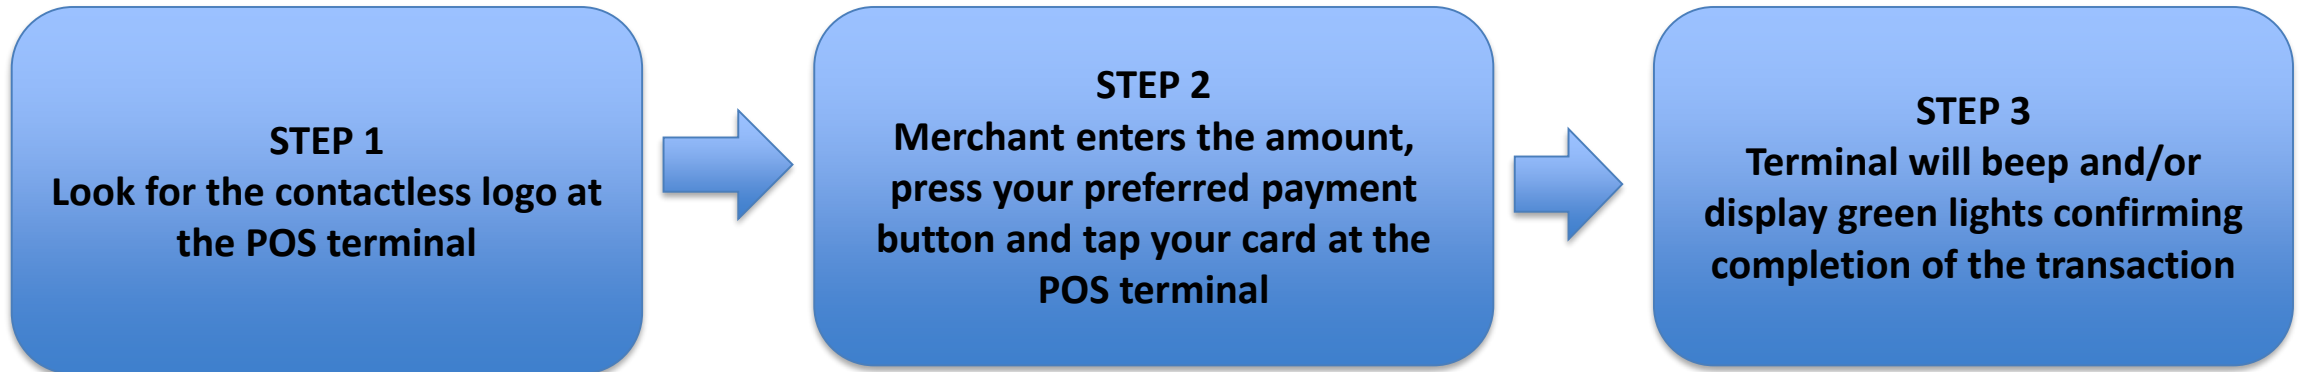 STEP 1
Look for the contactless logo at
the POS terminal
STEP 2
Merchant enters the amount,
press your preferred payment
button and tap your card at the
POS terminal
STEP 3
Terminal will beep and/or
display green lights confirming
completion of the transaction